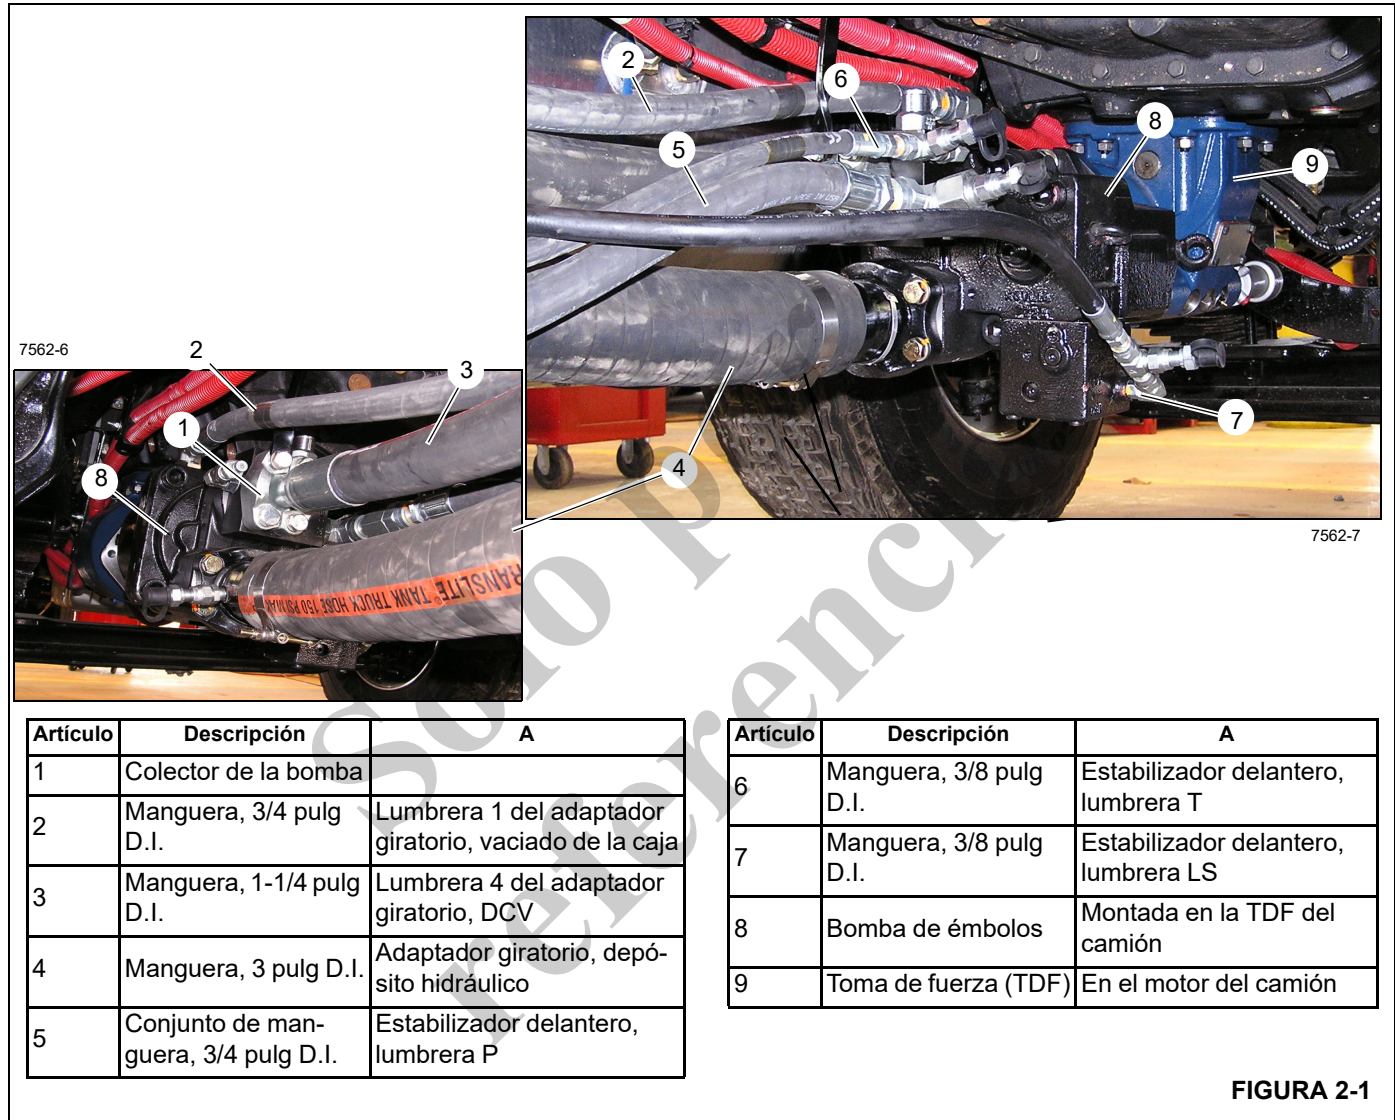 2
6
8
5
9
7562-6
2
3
1
8
4
7
7562-7
TRANSLITE® TANK TRUCK HOSE 150 PSI MAX
Solo para
referencia
Artículo Descripción A
1 Colector de la bomba
2 Manguera, 3/4 pulg
D.I.
Lumbrera 1 del adaptador
giratorio, vaciado de la caja
3 Manguera, 1-1/4 pulg
D.I.
Lumbrera 4 del adaptador
giratorio, DCV
4 Manguera, 3 pulg D.I.
Adaptador giratorio, depó-
sito hidráulico
5 Conjunto de man-
guera, 3/4 pulg D.I.
Estabilizador delantero,
lumbrera P
Artículo Descripción A
6 Manguera, 3/8 pulg
D.I.
Estabilizador delantero,
lumbrera T
7 Manguera, 3/8 pulg
D.I.
Estabilizador delantero,
lumbrera LS
8 Bomba de émbolos
Montada en la TDF del
camión
9 Toma de fuerza (TDF) En el motor del camión
FIGURA 2-1